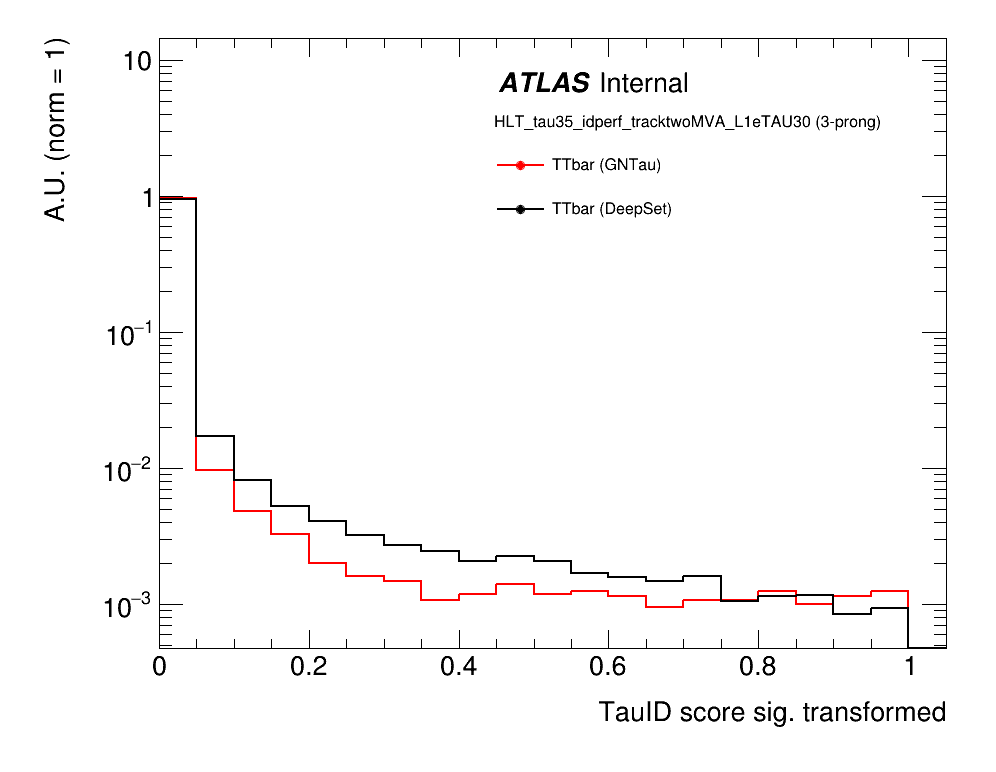 A.U. (norm = 1)
10
1
10⁻¹
10⁻²
10⁻³
ATLAS Internal
HLT_tau35_idperf_tracktwoMVA_L1eTAU30 (3-prong)
TTbar (GNTau)
TTbar (DeepSet)
0 0.2 0.4 0.6 0.8 1
TauID score sig. transformed